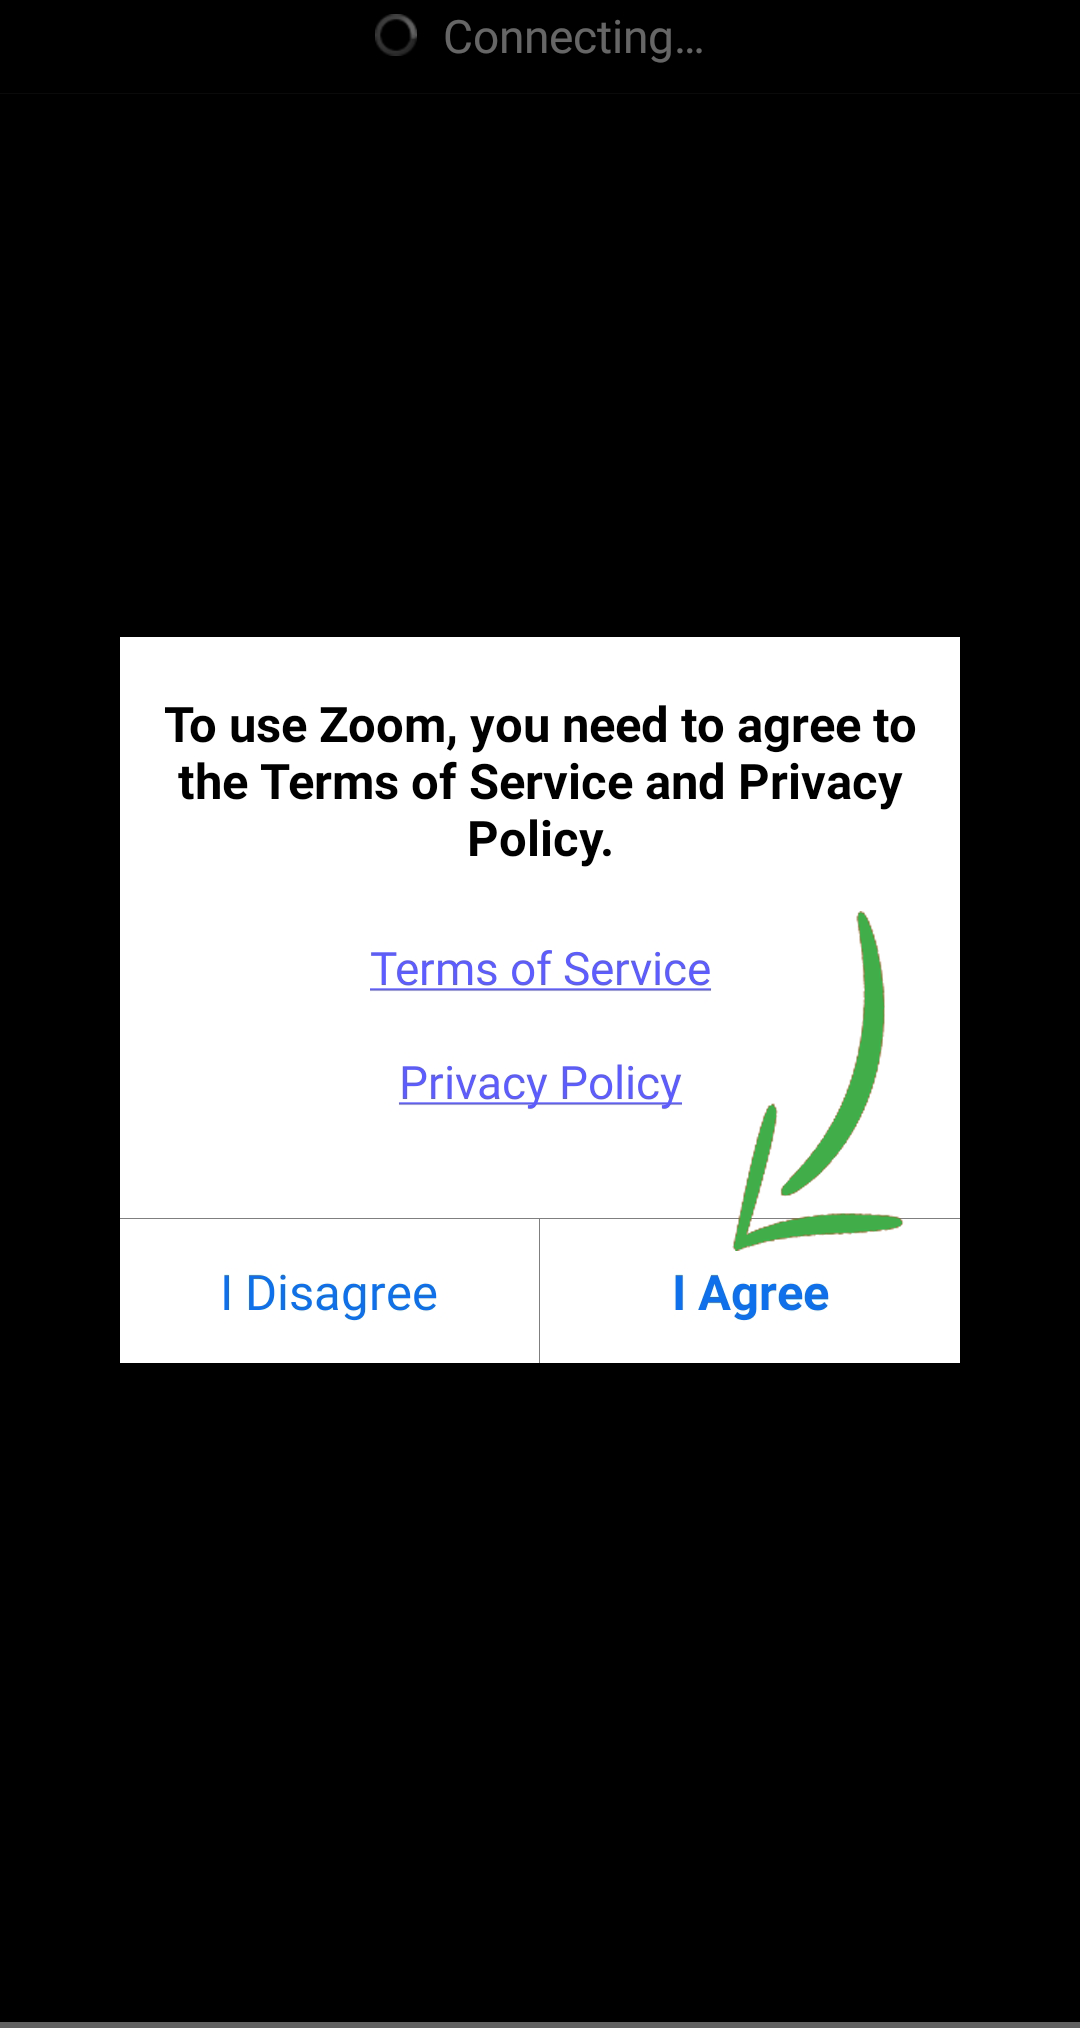 Connecting...
To use Zoom, you need to agree to
the Terms of Service and Privacy
Policy.
Terms of Service
Privacy Policy
I Disagree
I Agree